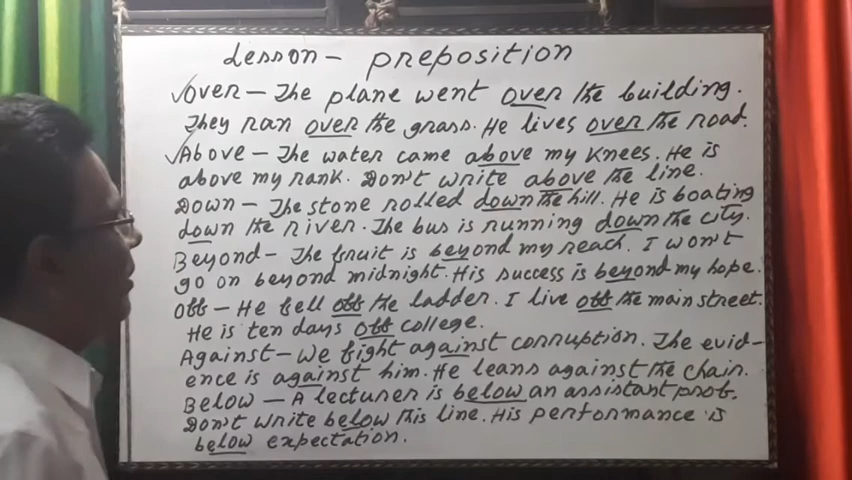 Lesson - preposition
✓Over - The plane went over the building.
They ran over the grass. He lives over the road.
✓Above - The water came above my knees. He is
above my rank. Don't write above the line.
Down - The stone rolled down the hill. He is boating
down the river. The bus is running down the city.
Beyond - The fruit is beyond my reach. I won't
go on beyond midnight. His success is beyond my hope.
Off - He fell off the ladder. I live off the main street.
He is ten days off college.
Against - We fight against corruption. The evid-
ence is against him. He leans against the chair.
Below - A lecturer is below an assistant prof.
Don't write below this line. His performance is
below expectation.